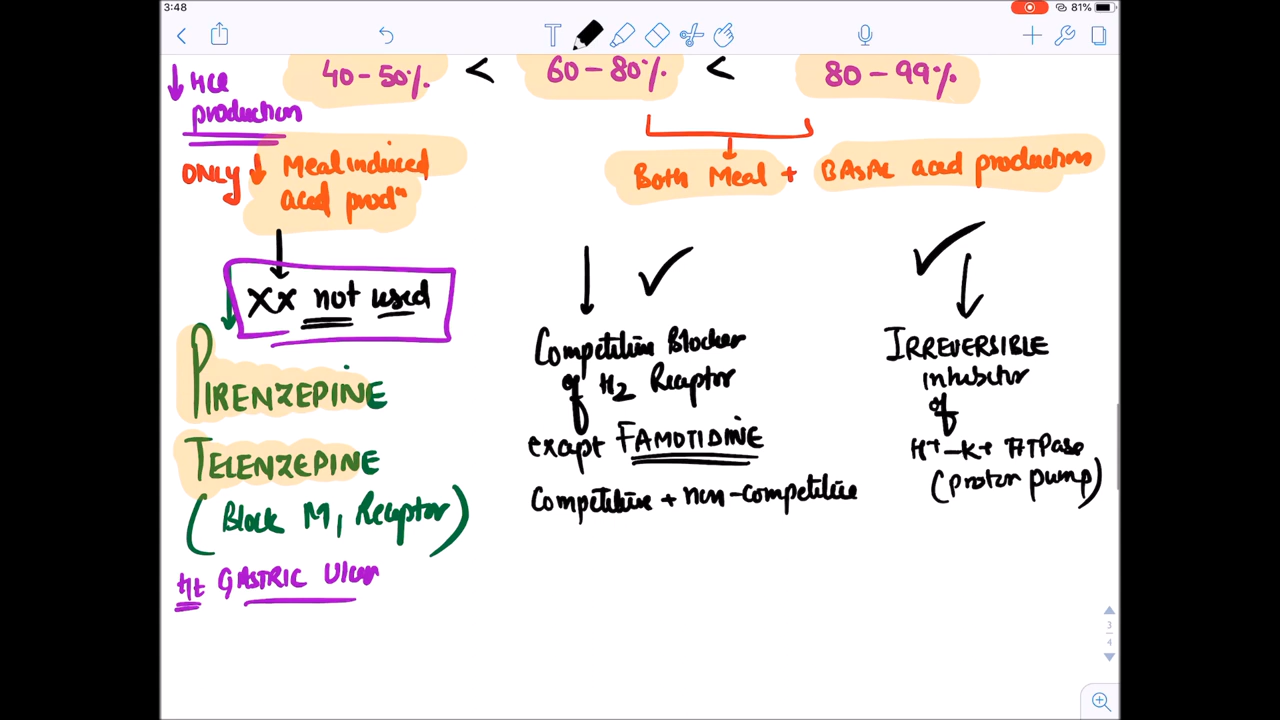 3:48
81%
40-50% < 60-80% < 80-99%
↓ HCl
production
ONLY ↓ Meal induced
acid prodⁿ
Both Meal + BASAL acid production
XX not used
PIRENZEPINE
TELENZEPINE
(Block M1 Receptor)
GASTRIC Ulcer
Competitive Blocker
of H2 Receptor
except FAMOTIDINE
Competitive + non-competitive
IRREVERSIBLE
inhibitor
of
H+-K+ ATPase
(proton pump)
3
4